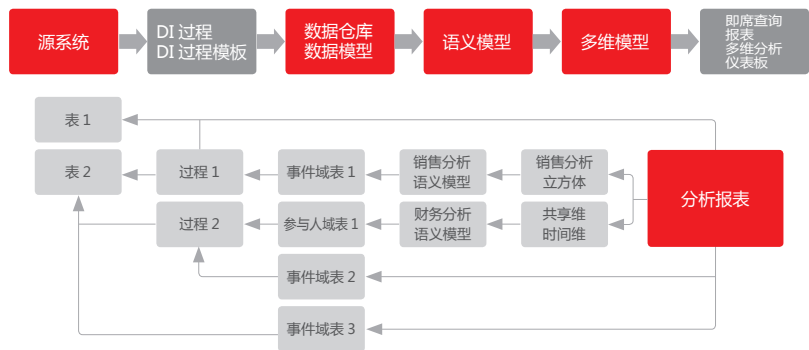 源系统
DI 过程
DI 过程模板
数据仓库
数据模型
语义模型
多维模型
即席查询
报表
多维分析
仪表板
表 1
表 2
过程 1
事件域表 1
销售分析
语义模型
销售分析
立方体
分析报表
过程 2
参与人域表 1
财务分析
语义模型
共享维
时间维
事件域表 2
事件域表 3